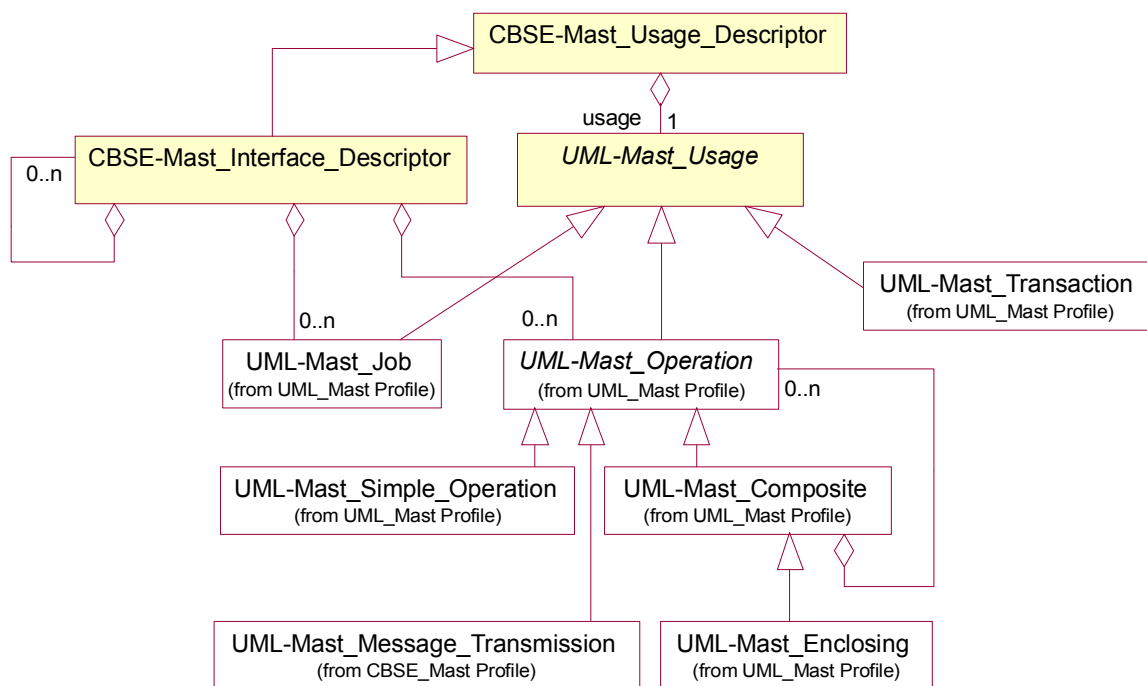 CBSE-Mast_Usage_Descriptor
usage
1
CBSE-Mast_Interface_Descriptor
0..n
UML-Mast_Usage
UML-Mast_Transaction
(from UML_Mast Profile)
0..n
0..n
UML-Mast_Job
(from UML_Mast Profile)
UML-Mast_Operation
(from UML_Mast Profile)
0..n
UML-Mast_Simple_Operation
(from UML_Mast Profile)
UML-Mast_Composite
(from UML_Mast Profile)
UML-Mast_Message_Transmission
(from CBSE_Mast Profile)
UML-Mast_Enclosing
(from UML_Mast Profile)